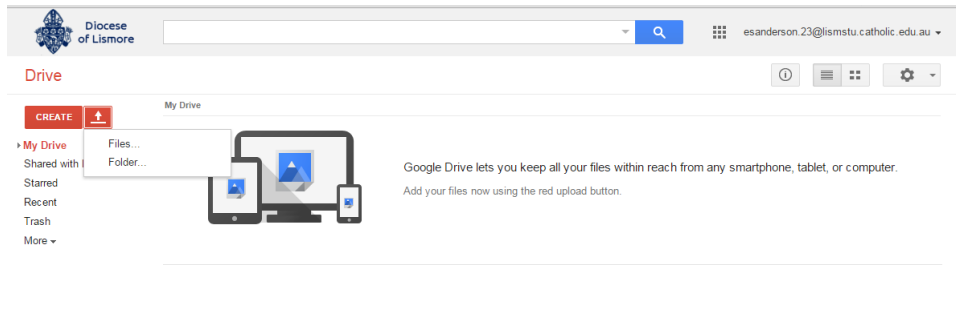 Diocese
of Lismore
esanderson.23@lismstu.catholic.edu.au
Drive
CREATE
My Drive
My Drive
Files...
Shared with
Folder...
Starred
Recent
Trash
More
Google Drive lets you keep all your files within reach from any smartphone, tablet, or computer.
Add your files now using the red upload button.